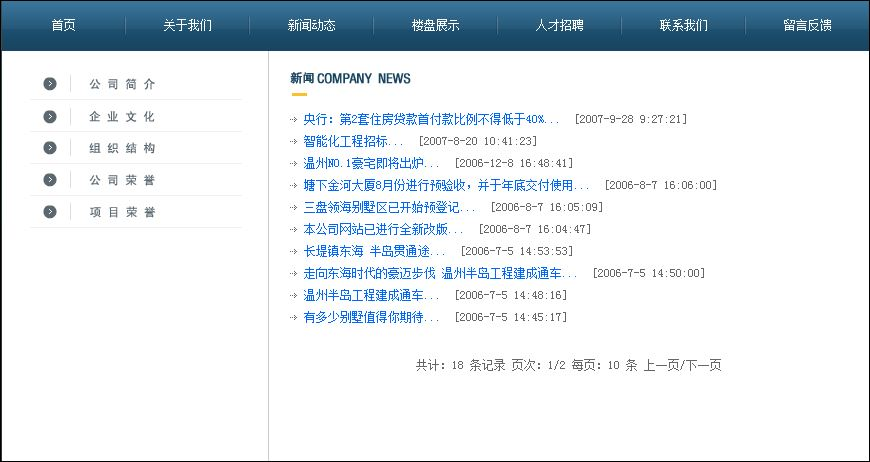 首页 关于我们 新闻动态 楼盘展示 人才招聘 联系我们 留言反馈
公司简介
企业文化
组织结构
公司荣誉
项目荣誉
新闻 COMPANY NEWS
央行：第2套住房贷款首付款比例不得低于40%... [2007-9-28 9:27:21]
智能化工程招标... [2007-8-20 10:41:23]
温州NO.1豪宅即将出炉... [2006-12-8 16:48:41]
塘下金河大厦8月份进行预验收，并于年底交付使用... [2006-8-7 16:06:00]
三盘领海别墅区已开始预登记... [2006-8-7 16:05:09]
本公司网站已进行全新改版... [2006-8-7 16:04:47]
长堤镇东海 半岛贯通途... [2006-7-5 14:53:53]
走向东海时代的豪迈步伐 温州半岛工程建成通车... [2006-7-5 14:50:00]
温州半岛工程建成通车... [2006-7-5 14:48:16]
有多少别墅值得你期待... [2006-7-5 14:45:17]
共计：18 条记录 页次：1/2 每页：10 条 上一页/下一页